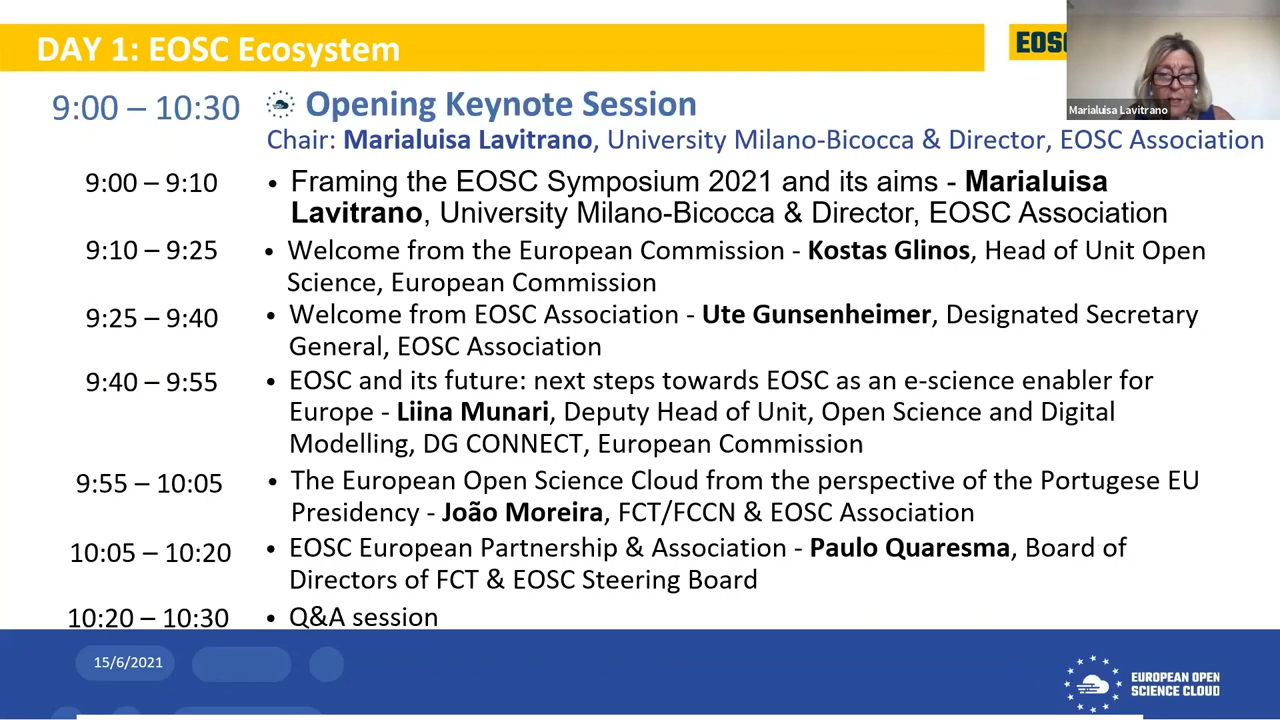 DAY 1: EOSC Ecosystem
EOSC
Marialuisa Lavitrano
9:00 – 10:30
Opening Keynote Session
Chair: Marialuisa Lavitrano, University Milano-Bicocca & Director, EOSC Association
9:00 – 9:10
• Framing the EOSC Symposium 2021 and its aims - Marialuisa
Lavitrano, University Milano-Bicocca & Director, EOSC Association
9:10 – 9:25
• Welcome from the European Commission - Kostas Glinos, Head of Unit Open
Science, European Commission
9:25 – 9:40
• Welcome from EOSC Association - Ute Gunsenheimer, Designated Secretary
General, EOSC Association
9:40 – 9:55
• EOSC and its future: next steps towards EOSC as an e-science enabler for
Europe - Liina Munari, Deputy Head of Unit, Open Science and Digital
Modelling, DG CONNECT, European Commission
9:55 – 10:05
• The European Open Science Cloud from the perspective of the Portugese EU
Presidency - João Moreira, FCT/FCCN & EOSC Association
10:05 – 10:20
• EOSC European Partnership & Association - Paulo Quaresma, Board of
Directors of FCT & EOSC Steering Board
10:20 – 10:30
• Q&A session
15/6/2021
EUROPEAN OPEN
SCIENCE CLOUD